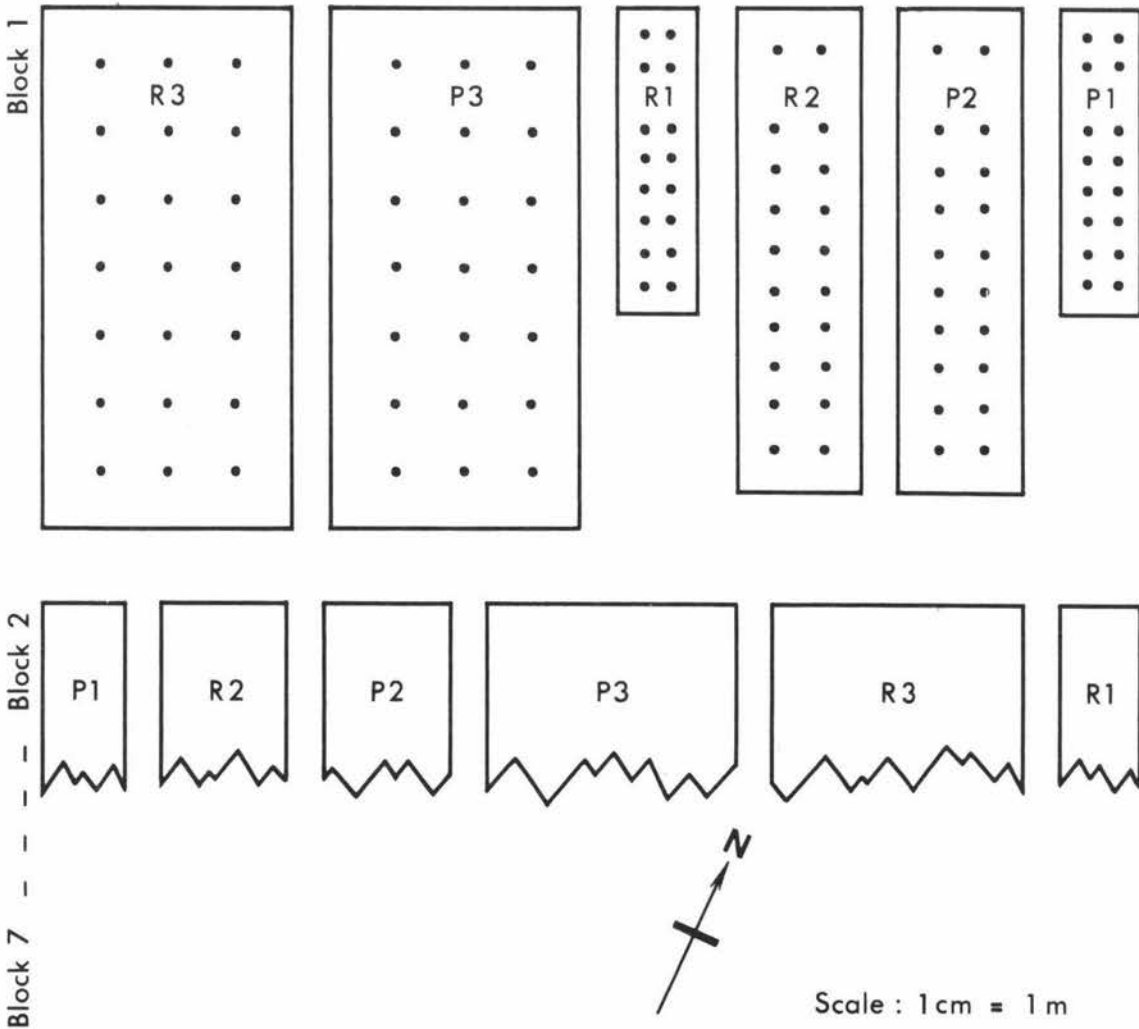 Block 1
R3
P3
R1
R2
P2
P1
Block 2
P1
R2
P2
P3
R3
R1
Block 7
N
Scale : 1cm = 1m